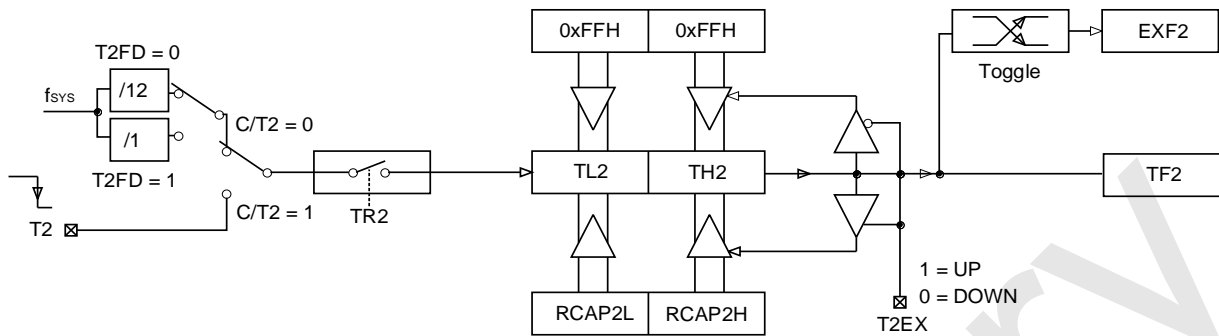 0xFFH 0xFFH
EXF2
T2FD = 0
Toggle
/12
fSYS
C/T2 = 0
/1
TL2 TH2
TF2
T2FD = 1
C/T2 = 1
TR2
T2
1 = UP
0 = DOWN
RCAP2L RCAP2H
T2EX